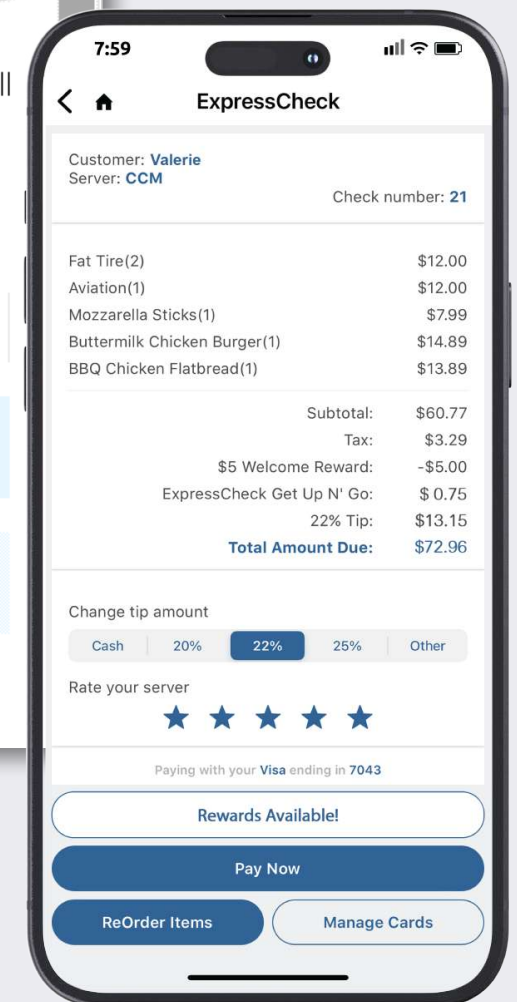 ll
7:59
ExpressCheck
Customer: Valerie
Server: CCM
Check number: 21
Fat Tire(2) $12.00
Aviation(1) $12.00
Mozzarella Sticks(1) $7.99
Buttermilk Chicken Burger(1) $14.89
BBQ Chicken Flatbread(1) $13.89
Subtotal: $60.77
Tax: $3.29
$5 Welcome Reward: -$5.00
ExpressCheck Get Up N' Go: $ 0.75
22% Tip: $13.15
Total Amount Due: $72.96
Change tip amount
Cash 20% 22% 25% Other
Rate your server
Paying with your Visa ending in 7043
Rewards Available!
Pay Now
ReOrder Items Manage Cards